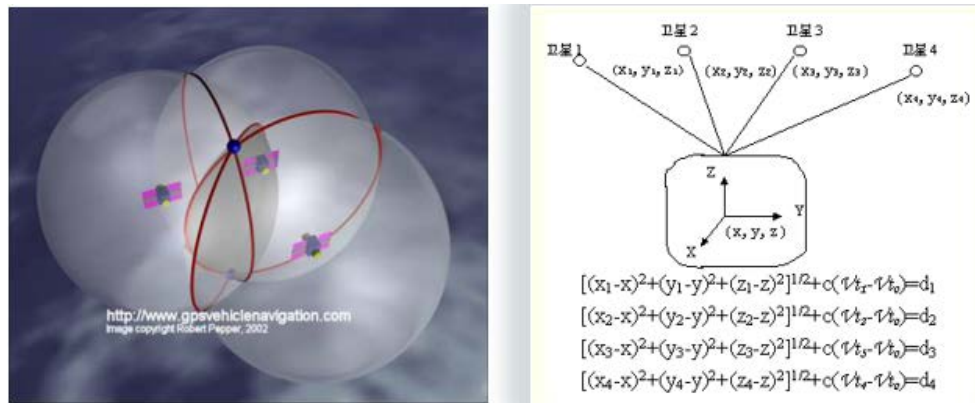 http://www.gpsvehiclenavigation.com
Image copyright Robert Pepper, 2002
卫星1
卫星2
卫星3
卫星4
(x₁, y₁, z₁)
(x₂, y₂, z₂)
(x₃, y₃, z₃)
(x₄, y₄, z₄)
Z
Y
X
(x, y, z)
[(x₁-x)²+(y₁-y)²+(z₁-z)²]¹/²+c(Vt₁-Vt₀)=d₁
[(x₂-x)²+(y₂-y)²+(z₂-z)²]¹/²+c(Vt₂-Vt₀)=d₂
[(x₃-x)²+(y₃-y)²+(z₃-z)²]¹/²+c(Vt₃-Vt₀)=d₃
[(x₄-x)²+(y₄-y)²+(z₄-z)²]¹/²+c(Vt₄-Vt₀)=d₄